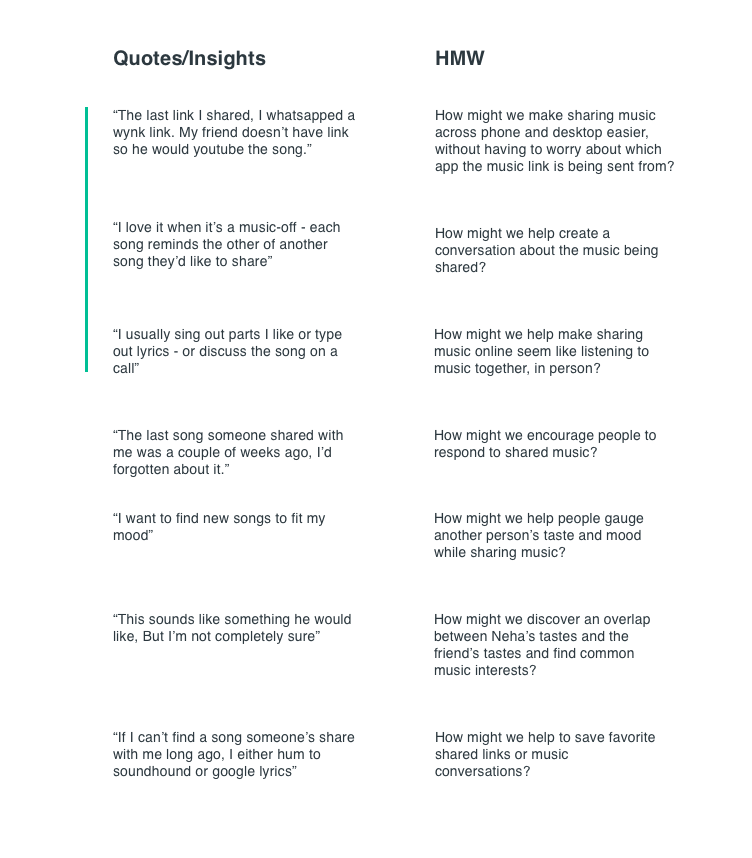 Quotes/Insights
HMW
“The last link I shared, I whatsapped a
wynk link. My friend doesn’t have link
so he would youtube the song.”
How might we make sharing music
across phone and desktop easier,
without having to worry about which
app the music link is being sent from?
“I love it when it’s a music-off - each
song reminds the other of another
song they’d like to share”
How might we help create a
conversation about the music being
shared?
“I usually sing out parts I like or type
out lyrics - or discuss the song on a
call”
How might we help make sharing
music online seem like listening to
music together, in person?
“The last song someone shared with
me was a couple of weeks ago, I’d
forgotten about it.”
How might we encourage people to
respond to shared music?
“I want to find new songs to fit my
mood”
How might we help people gauge
another person’s taste and mood
while sharing music?
“This sounds like something he would
like, But I’m not completely sure”
How might we discover an overlap
between Neha’s tastes and the
friend’s tastes and find common
music interests?
“If I can’t find a song someone’s share
with me long ago, I either hum to
soundhound or google lyrics”
How might we help to save favorite
shared links or music
conversations?